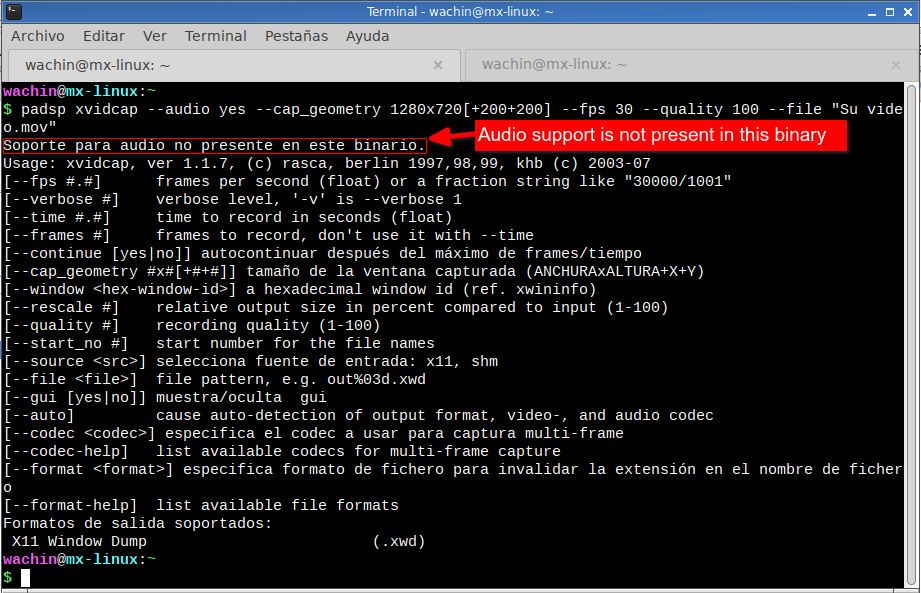 Terminal - wachin@mx-linux: ~
Archivo Editar Ver Terminal Pestañas Ayuda
wachin@mx-linux: ~
wachin@mx-linux: ~
wachin@mx-linux:~
$ padsp xvidcap --audio yes --cap_geometry 1280x720[+200+200] --fps 30 --quality 100 --file "Su vide
o.mov"
Audio support is not present in this binary
Soporte para audio no presente en este binario.
Usage: xvidcap, ver 1.1.7, (c) rasca, berlin 1997,98,99, khb (c) 2003-07
[--fps #.#]      frames per second (float) or a fraction string like "30000/1001"
[--verbose #]    verbose level, '-v' is --verbose 1
[--time #.#]     time to record in seconds (float)
[--frames #]     frames to record, don't use it with --time
[--continue [yes|no]] autocontinuar después del máximo de frames/tiempo
[--cap_geometry #x#[+#+#]] tamaño de la ventana capturada (ANCHURAxALTURA+X+Y)
[--window <hex-window-id>] a hexadecimal window id (ref. xwininfo)
[--rescale #]    relative output size in percent compared to input (1-100)
[--quality #]    recording quality (1-100)
[--start_no #]   start number for the file names
[--source <src>] selecciona fuente de entrada: x11, shm
[--file <file>]  file pattern, e.g. out%03d.xwd
[--gui [yes|no]] muestra/oculta  gui
[--auto]         cause auto-detection of output format, video-, and audio codec
[--codec <codec>] especifica el codec a usar para captura multi-frame
[--codec-help]   list available codecs for multi-frame capture
[--format <format>] especifica formato de fichero para invalidar la extensión en el nombre de ficher
o
[--format-help]  list available file formats
Formatos de salida soportados:
 X11 Window Dump                         (.xwd)
wachin@mx-linux:~
$